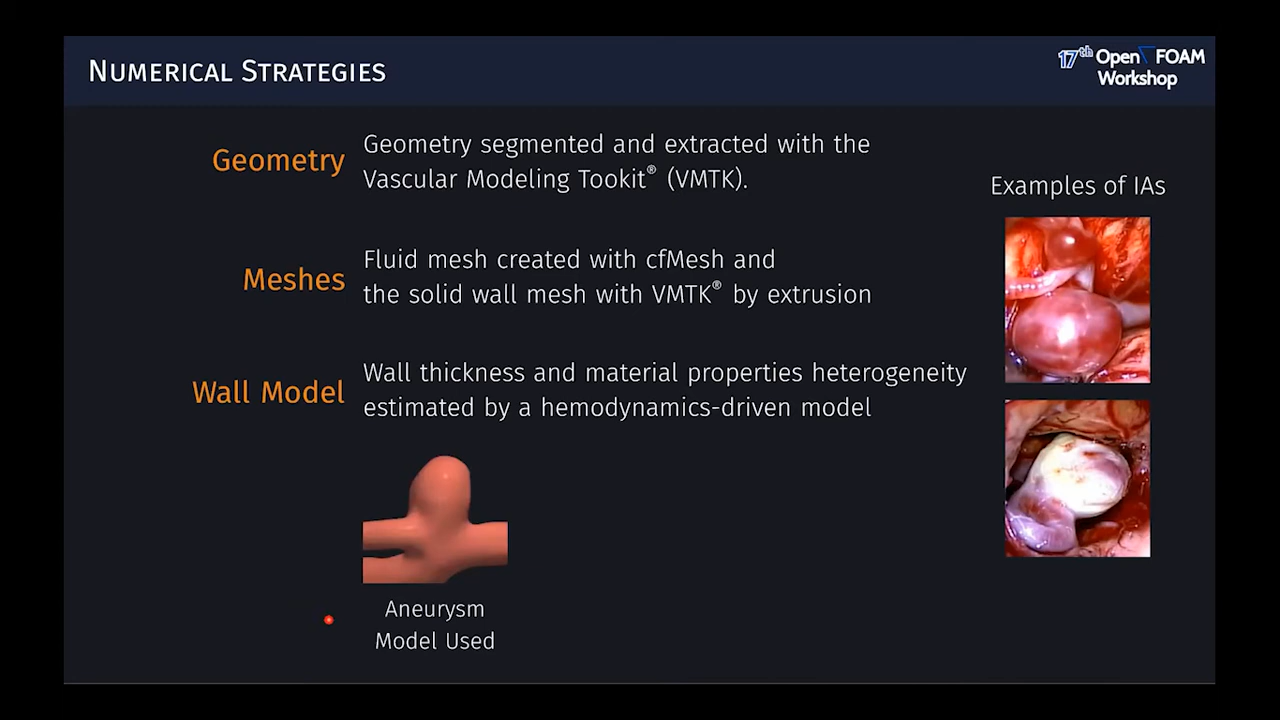 Numerical Strategies
17th OpenFOAM
Workshop
Geometry
Geometry segmented and extracted with the
Vascular Modeling Tookit® (VMTK).
Meshes
Fluid mesh created with cfMesh and
the solid wall mesh with VMTK® by extrusion
Wall Model
Wall thickness and material properties heterogeneity
estimated by a hemodynamics-driven model
Aneurysm
Model Used
Examples of IAs